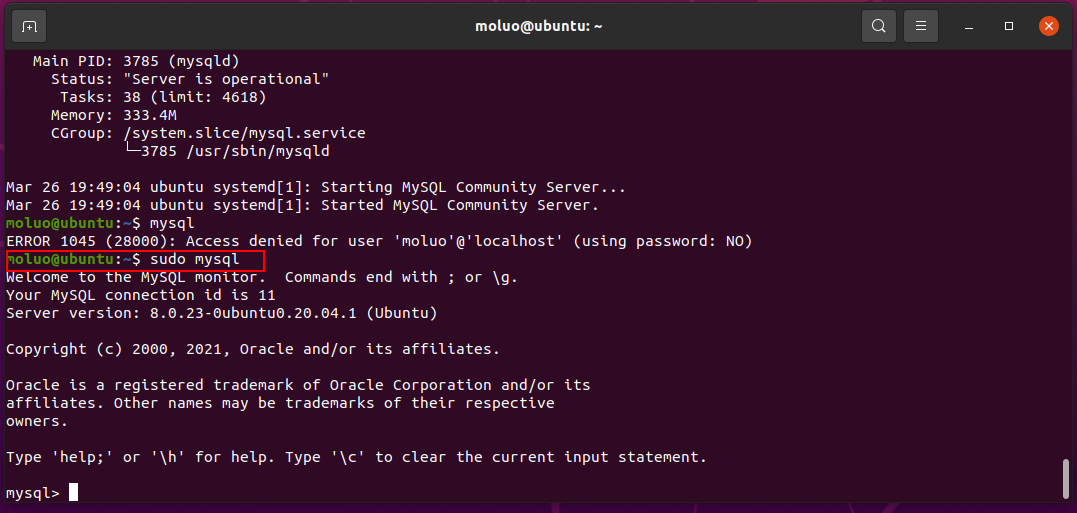 moluo@ubuntu: ~
Main PID: 3785 (mysqld)
Status: "Server is operational"
Tasks: 38 (limit: 4618)
Memory: 333.4M
CGroup: /system.slice/mysql.service
└─3785 /usr/sbin/mysqld
Mar 26 19:49:04 ubuntu systemd[1]: Starting MySQL Community Server...
Mar 26 19:49:04 ubuntu systemd[1]: Started MySQL Community Server.
moluo@ubuntu:~$ mysql
ERROR 1045 (28000): Access denied for user 'moluo'@'localhost' (using password: NO)
moluo@ubuntu:~$ sudo mysql
Welcome to the MySQL monitor.  Commands end with ; or \g.
Your MySQL connection id is 11
Server version: 8.0.23-0ubuntu0.20.04.1 (Ubuntu)
Copyright (c) 2000, 2021, Oracle and/or its affiliates.
Oracle is a registered trademark of Oracle Corporation and/or its
affiliates. Other names may be trademarks of their respective
owners.
Type 'help;' or '\h' for help. Type '\c' to clear the current input statement.
mysql>